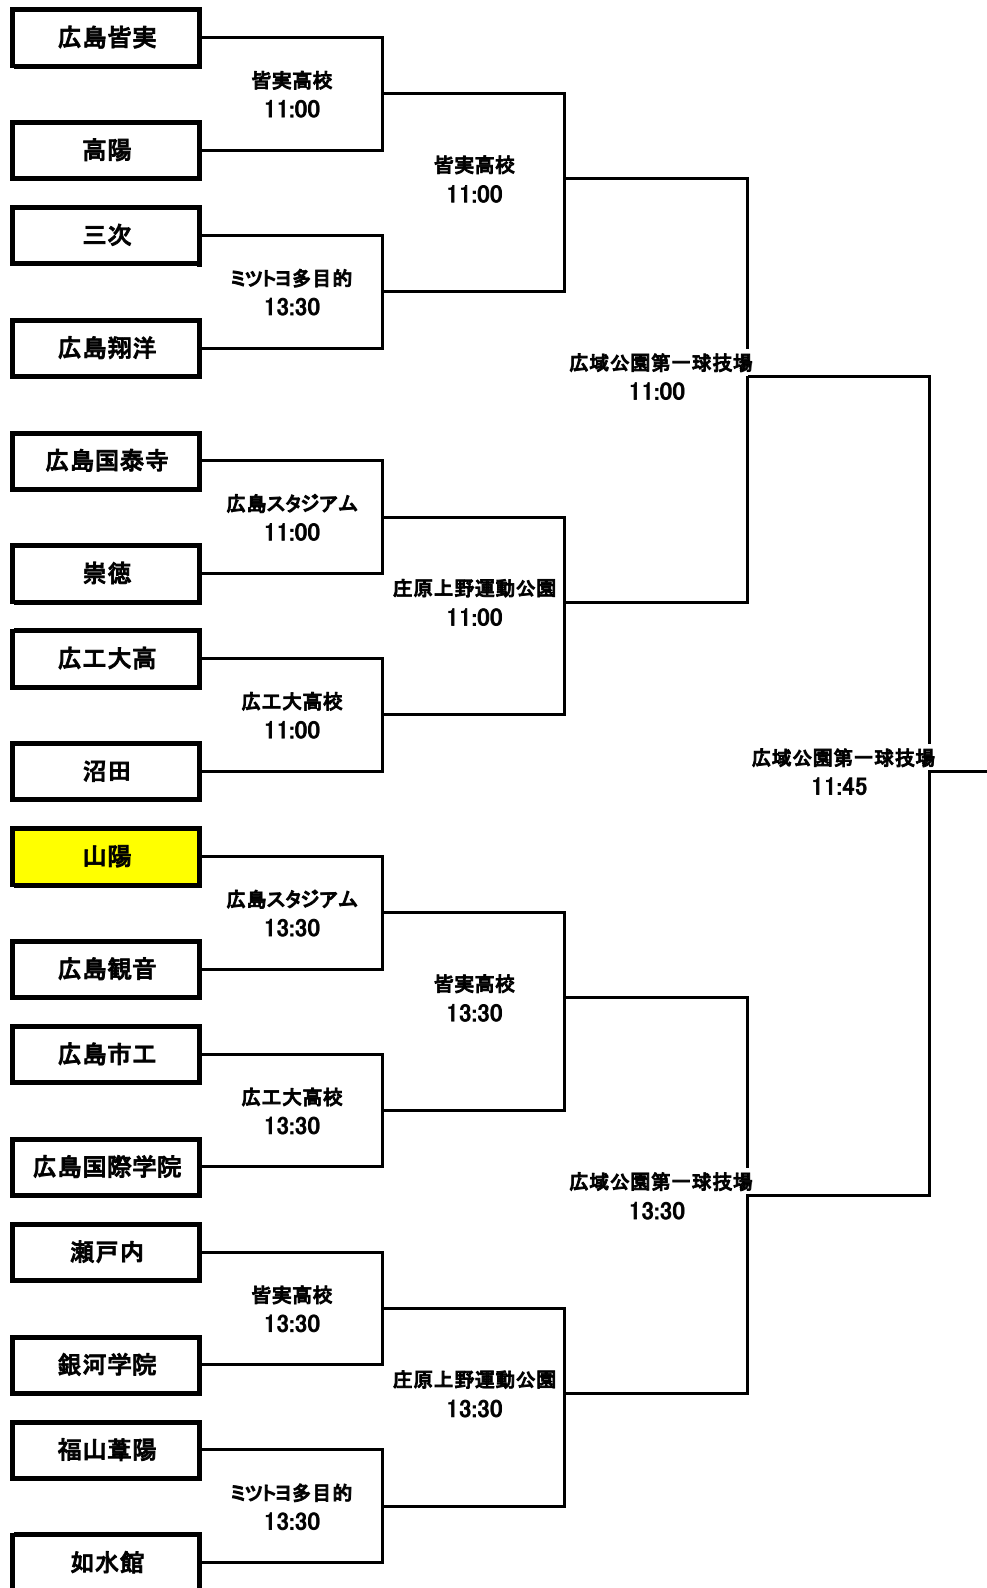 広島皆実
皆実高校
11:00
高陽
皆実高校
11:00
三次
ミツトヨ多目的
13:30
広島翔洋
広域公園第一球技場
11:00
広島国泰寺
広島スタジアム
11:00
崇徳
庄原上野運動公園
11:00
広工大高
広工大高校
11:00
沼田
広域公園第一球技場
11:45
山陽
広島スタジアム
13:30
広島観音
皆実高校
13:30
広島市工
広工大高校
13:30
広島国際学院
広域公園第一球技場
13:30
瀬戸内
皆実高校
13:30
銀河学院
庄原上野運動公園
13:30
福山葦陽
ミツトヨ多目的
13:30
如水館